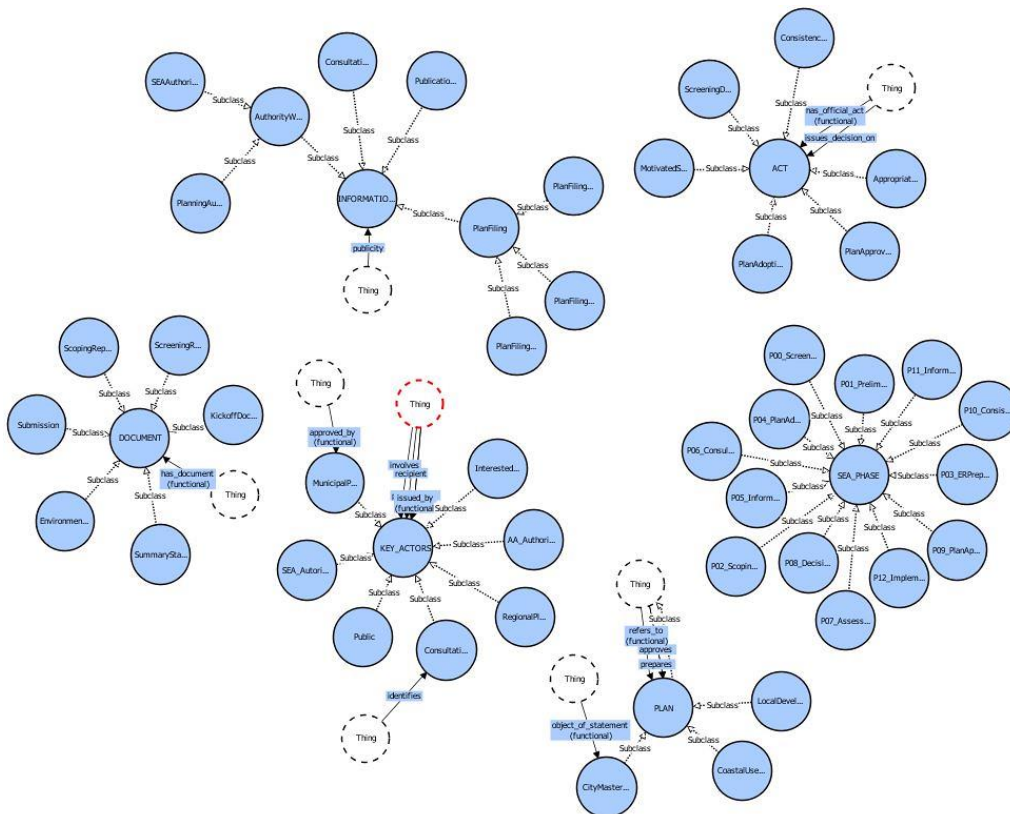 Consultati...
Publicatio...
SEAAuthori...
Subclass
AuthorityW...
Subclass
Subclass
Subclass
Subclass
PlanningAu...
INFORMATIO...
publicity
Thing
Subclass
PlanFiling
PlanFiling...
Subclass
Subclass
PlanFiling...
Subclass
PlanFiling...
Consistenc...
Thing
ScreeningD...
Subclass
has_official_act
(functional)
issues_decision_on
Subclass
MotivatedS...
Subclass
ACT
Subclass
Appropriat...
Subclass
Subclass
PlanAdopti...
PlanApprov...
ScopingRep...
ScreeningR...
Subclass
Subclass
Submission
Subclass
DOCUMENT
Subclass
KickoffDoc...
has_document
(functional)
Thing
Subclass
Subclass
Environmen...
SummarySta...
Thing
Thing
approved_by
(functional)
involves
recipient
issued_by
(functional)
MunicipalP...
Interested...
Subclass
Subclass
KEY_ACTORS
Subclass
AA_Authori...
SEA_Autori...
Subclass
Subclass
Subclass
Subclass
Public
Consultati...
RegionalPl...
identifies
Thing
P00_Screen...
P01_Prelim...
P11_Inform...
Subclass
Subclass
Subclass
P10_Consis...
Subclass
P04_PlanAd...
Subclass
P06_Consul...
Subclass
SEA_PHASE
Subclass
P03_ERPrep...
P05_Inform...
Subclass
Subclass
Subclass
Subclass
Subclass
Subclass
P02_Scopin...
P08_Decisi...
P12_Implem...
P09_PlanAp...
P07_Assess...
Thing
Subclass
refers_to
(functional)
approves
prepares
Thing
object_of_statement
(functional)
PLAN
Subclass
LocalDevel...
Subclass
Subclass
CityMaster...
CoastalUse...